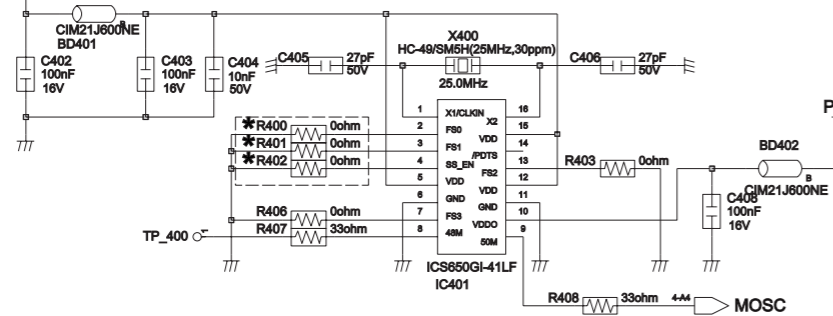 CIM21J600NE B
BD401
C402
100nF
16V
C403
100nF
16V
C404
10nF
50V
C405
27pF
50V
X400
HC-49/SM5H(25MHz,30ppm)
25.0MHz
C406
27pF
50V
1 X1/CLKIN X2 16
*R400 0ohm 2 FS0 VDD 15
*R401 0ohm 3 FS1 /PDTS 14
*R402 0ohm 4 SS_EN FS2 13
R403 0ohm
5 VDD VDD 12
6 GND GND 11
R406 0ohm 7 FS3 VDDO 10
TP_400 1 R407 33ohm 8 48M 50M 9
ICS650GI-41LF
IC401
P
BD402
B
CIM21J600NE
C408
100nF
16V
R408 33ohm 4-A4 MOSC